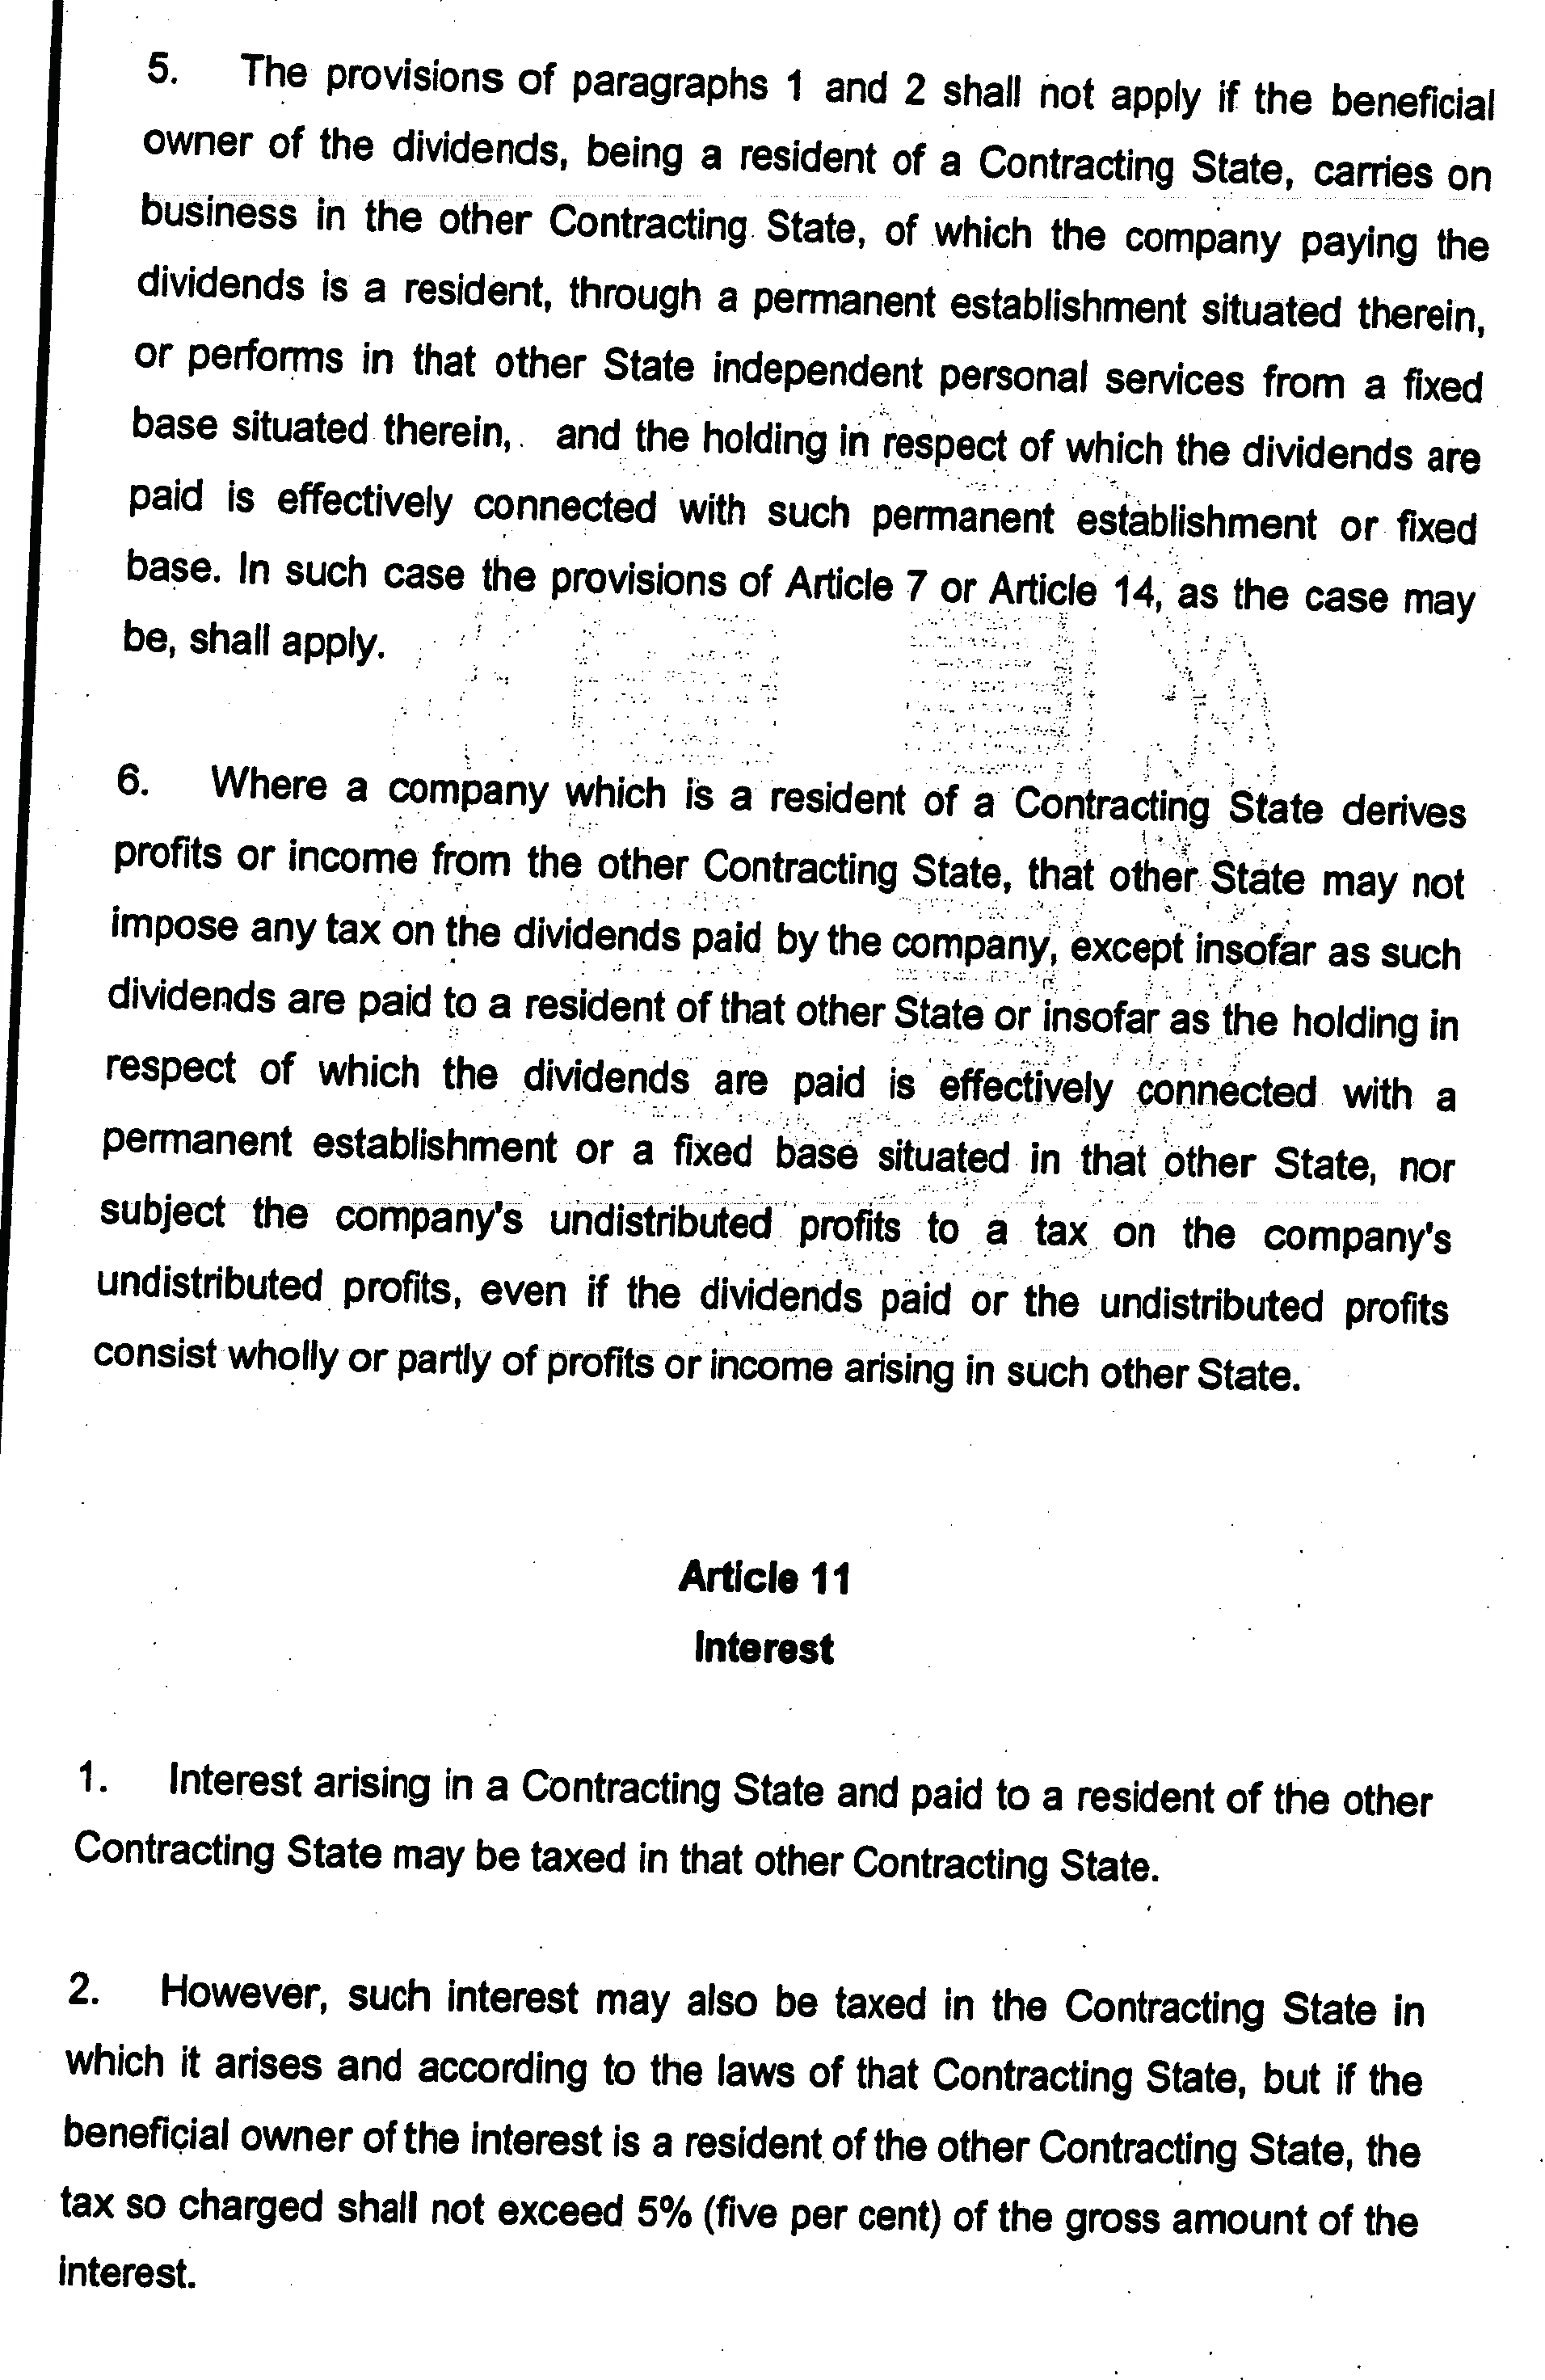 5. The provisions of paragraphs 1 and 2 shall not apply if the beneficial
owner of the dividends, being a resident of a Contracting State, carries on
business in the other Contracting State, of which the company paying the
dividends is a resident, through a permanent establishment situated therein,
or performs in that other State independent personal services from a fixed
base situated therein, and the holding in respect of which the dividends are
paid is effectively connected with such permanent establishment or fixed
base. In such case the provisions of Article 7 or Article 14, as the case may
be, shall apply.
6. Where a company which is a resident of a Contracting State derives
profits or income from the other Contracting State, that other State may not
impose any tax on the dividends paid by the company, except insofar as such
dividends are paid to a resident of that other State or insofar as the holding in
respect of which the dividends are paid is effectively connected with a
permanent establishment or a fixed base situated in that other State, nor
subject the company's undistributed profits to a tax on the company's
undistributed profits, even if the dividends paid or the undistributed profits
consist wholly or partly of profits or income arising in such other State.
Article 11
Interest
1. Interest arising in a Contracting State and paid to a resident of the other
Contracting State may be taxed in that other Contracting State.
2. However, such interest may also be taxed in the Contracting State in
which it arises and according to the laws of that Contracting State, but if the
beneficial owner of the interest is a resident of the other Contracting State, the
tax so charged shall not exceed 5% (five per cent) of the gross amount of the
interest.